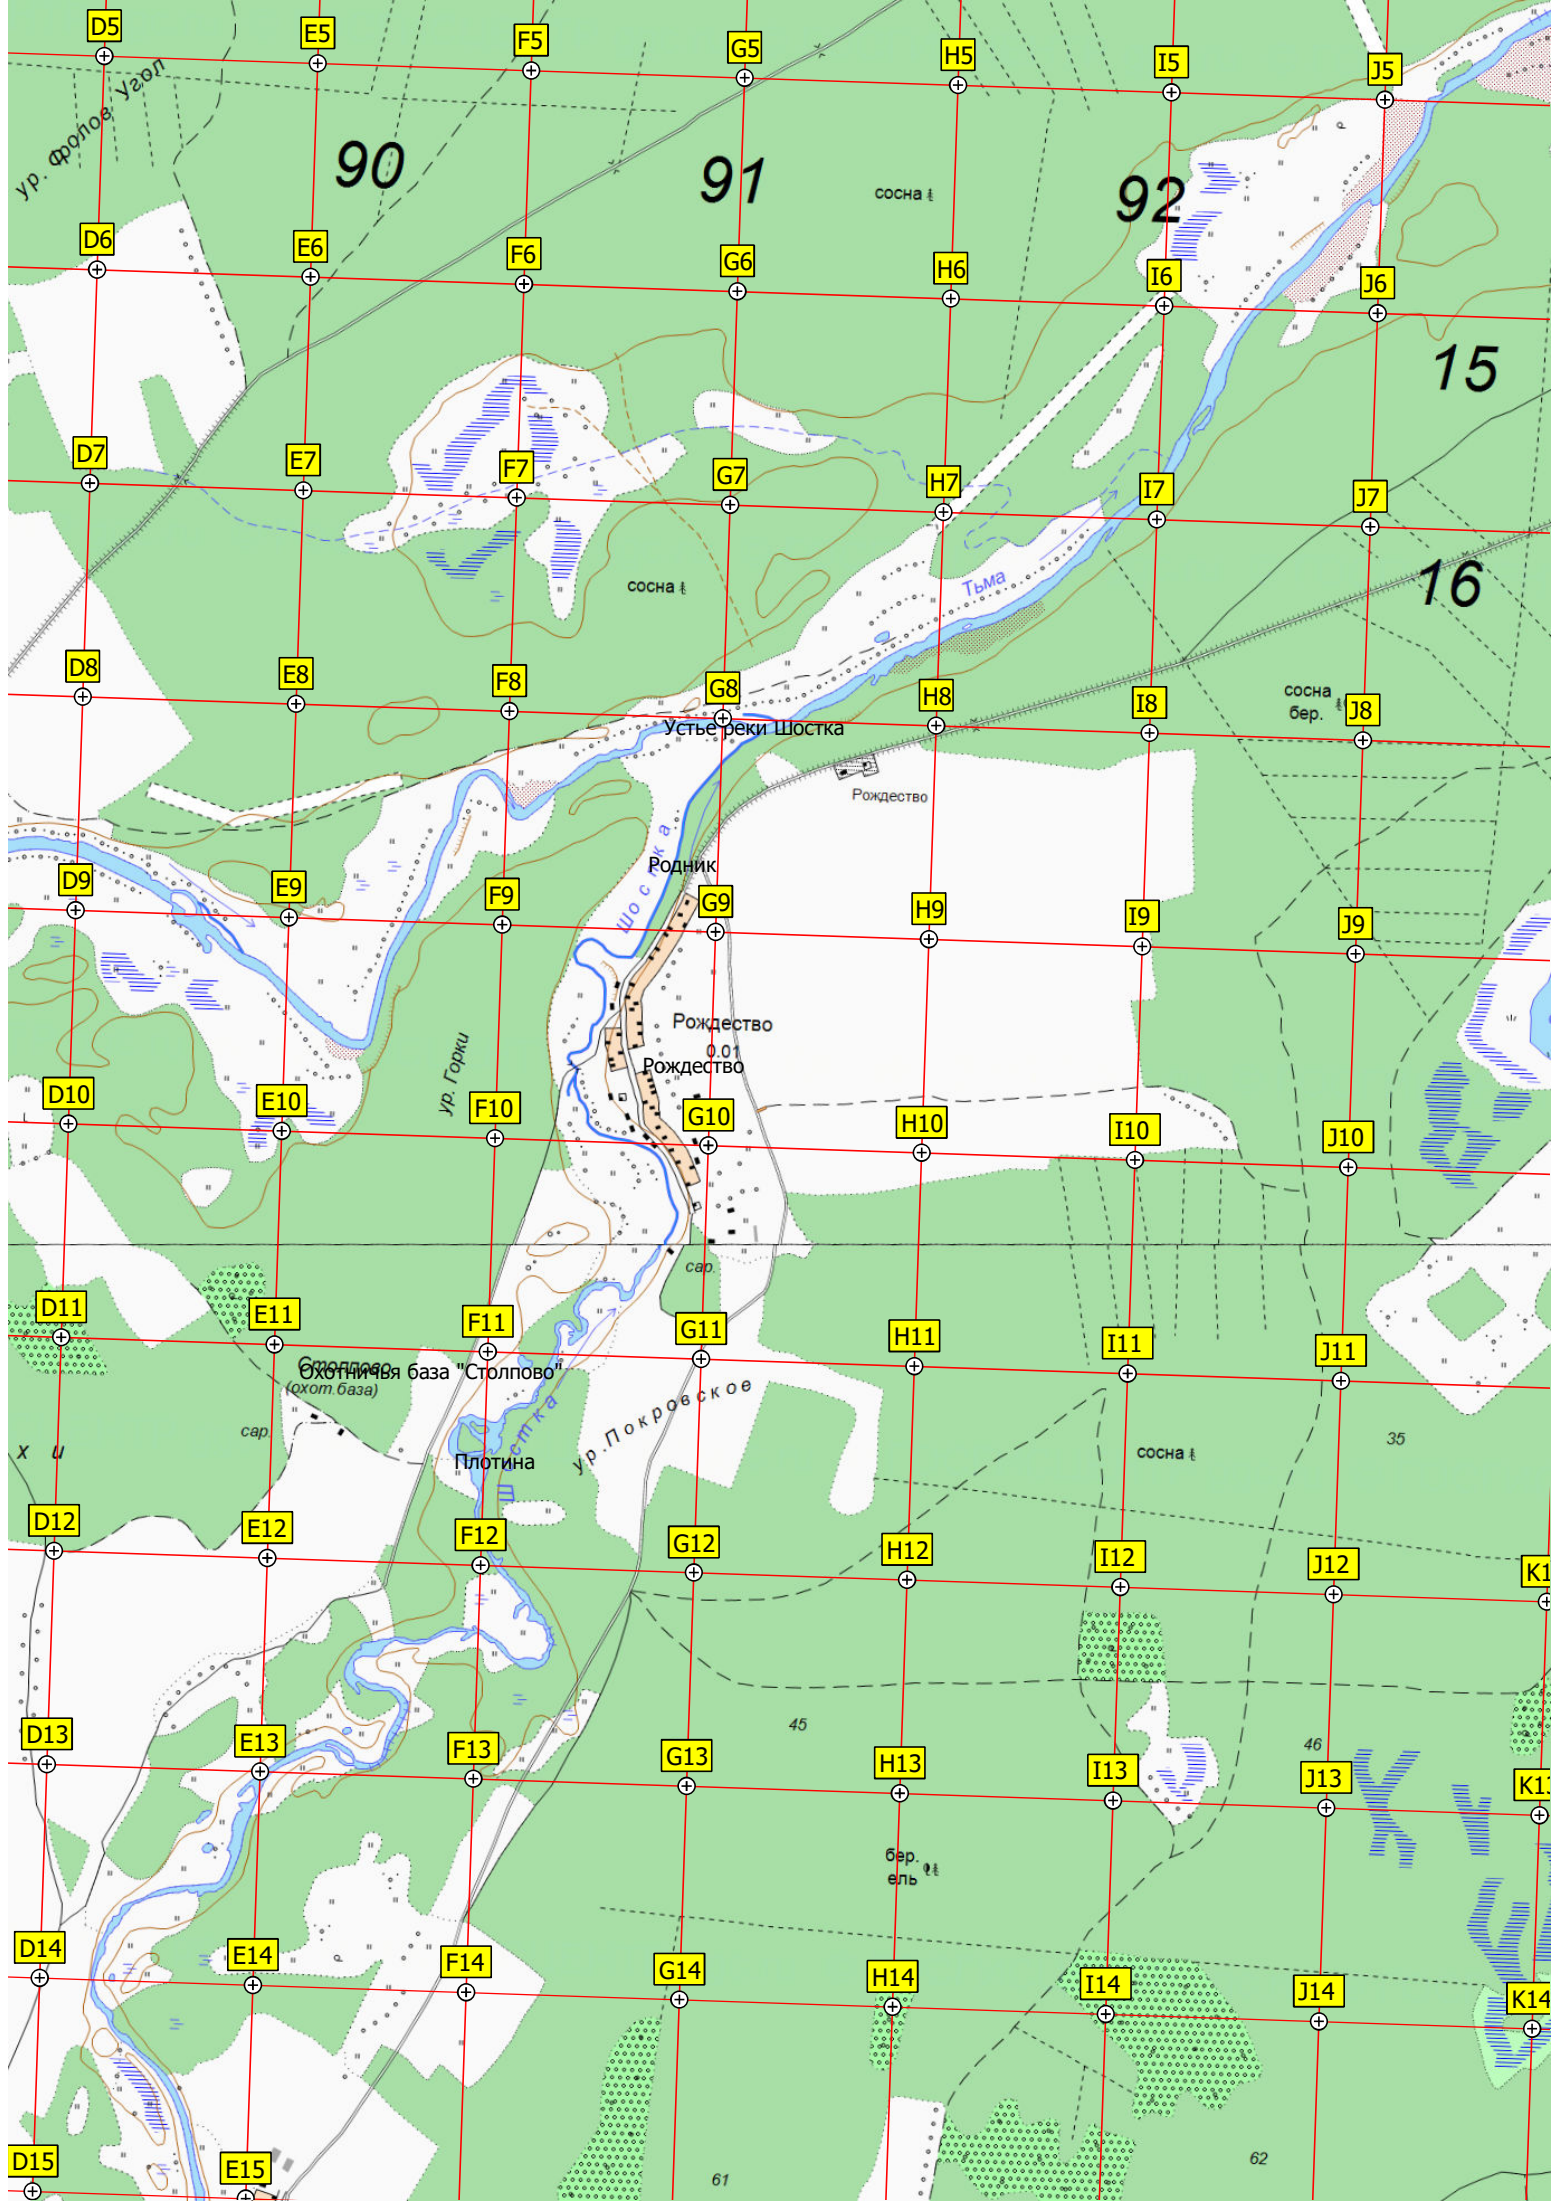 D5
E5
F5
G5
H5
I5
J5
ур. Фролов Угол
90
91
сосна
92
D6
E6
F6
G6
H6
I6
J6
15
D7
E7
F7
G7
H7
I7
J7
сосна
Тьма
16
D8
E8
F8
G8
H8
I8
сосна
бер.
J8
Устье реки Шостка
Рождество
Шостка
Родник
D9
E9
F9
G9
H9
I9
J9
Рождество
0.01
ур. Горки
Рождество
D10
E10
F10
G10
H10
I10
J10
сар.
D11
E11
F11
G11
H11
I11
J11
Столпово
Охотничья база "Столпово"
(охот.база)
сар.
ур.Покровское
Шостка
х и
Плотина
сосна
35
D12
E12
F12
G12
H12
I12
J12
K1
45
46
D13
E13
F13
G13
H13
I13
J13
K13
бер.
ель
D14
E14
F14
G14
H14
I14
J14
K14
D15
E15
61
62